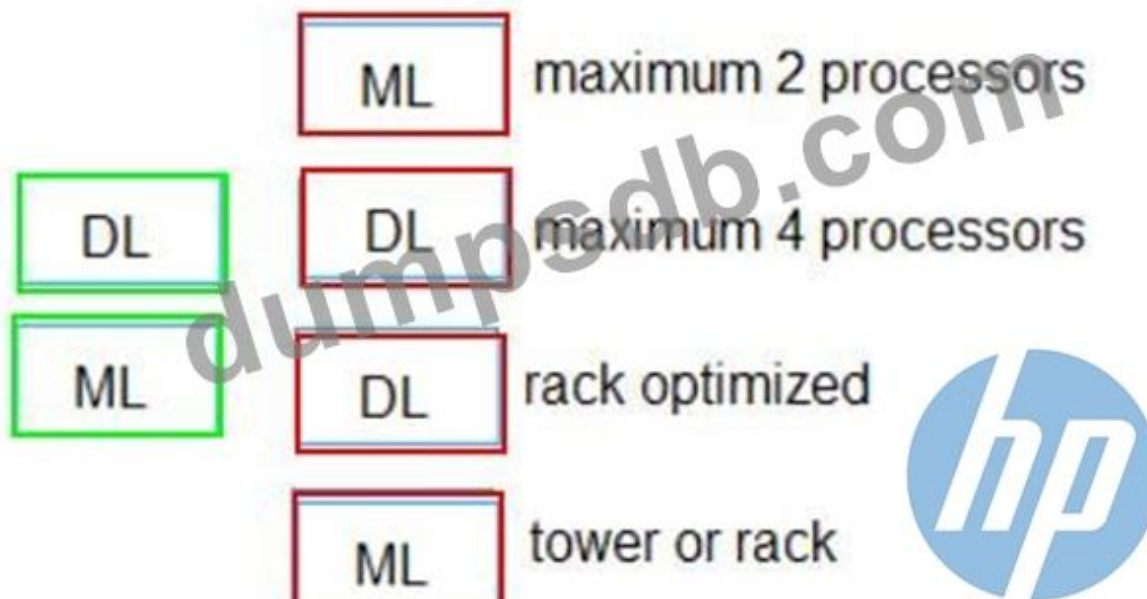 ML maximum 2 processors
DL DL maximum 4 processors
ML DL rack optimized
ML tower or rack
dumpsdb.com
hp